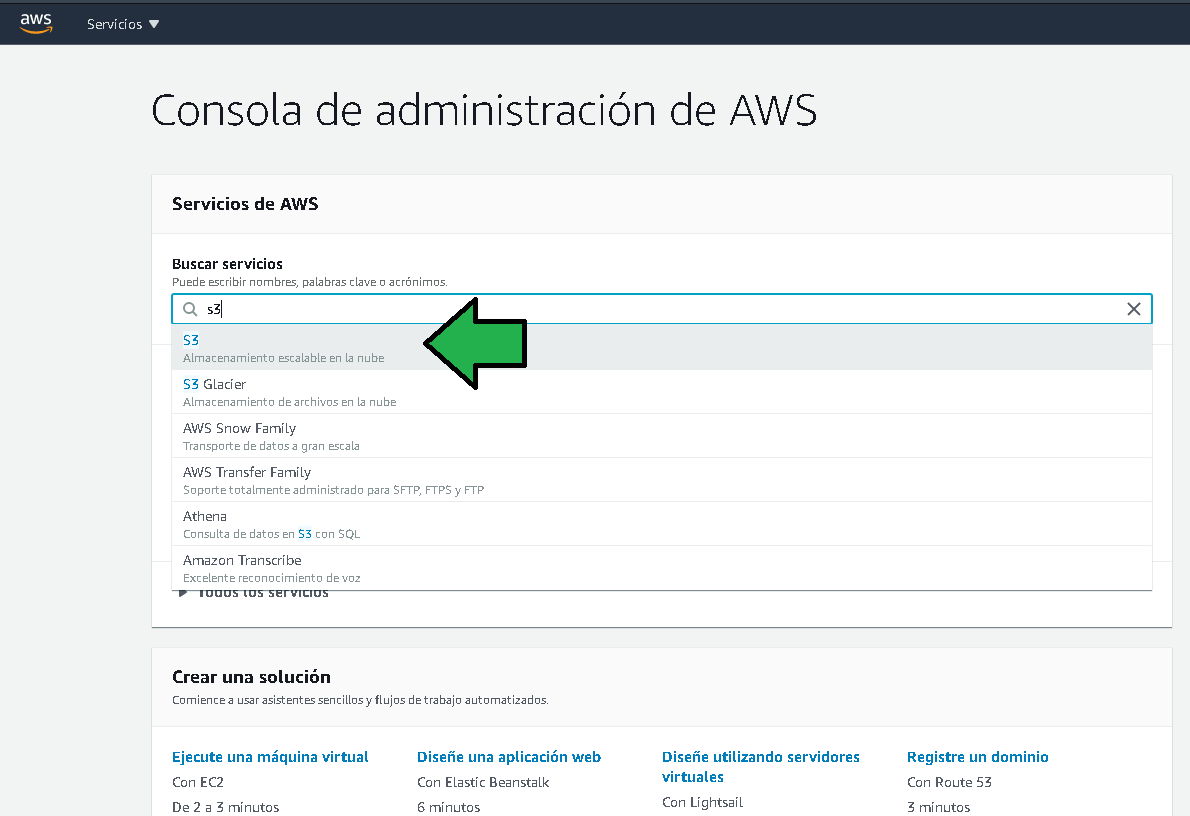 aws
Servicios
Consola de administración de AWS
Servicios de AWS
Buscar servicios
Puede escribir nombres, palabras clave o acrónimos.
s3
S3
Almacenamiento escalable en la nube
S3 Glacier
Almacenamiento de archivos en la nube
AWS Snow Family
Transporte de datos a gran escala
AWS Transfer Family
Soporte totalmente administrado para SFTP, FTPS y FTP
Athena
Consulta de datos en S3 con SQL
Amazon Transcribe
Excelente reconocimiento de voz
Todos los servicios
Crear una solución
Comience a usar asistentes sencillos y flujos de trabajo automatizados.
Ejecute una máquina virtual
Con EC2
De 2 a 3 minutos
Diseñe una aplicación web
Con Elastic Beanstalk
6 minutos
Diseñe utilizando servidores
virtuales
Con Lightsail
Registre un dominio
Con Route 53
3 minutos